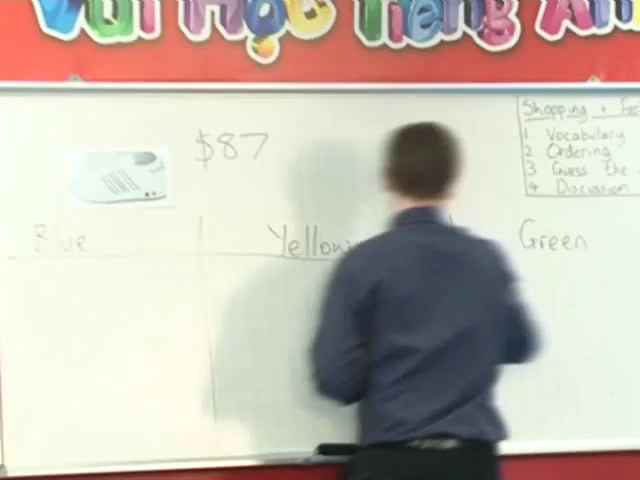 Vui Học Tiếng Anh
$87
Shopping +
1 Vocabulary
2 Ordering
3 Guess the
4. Discussion
Blue Yellow Green